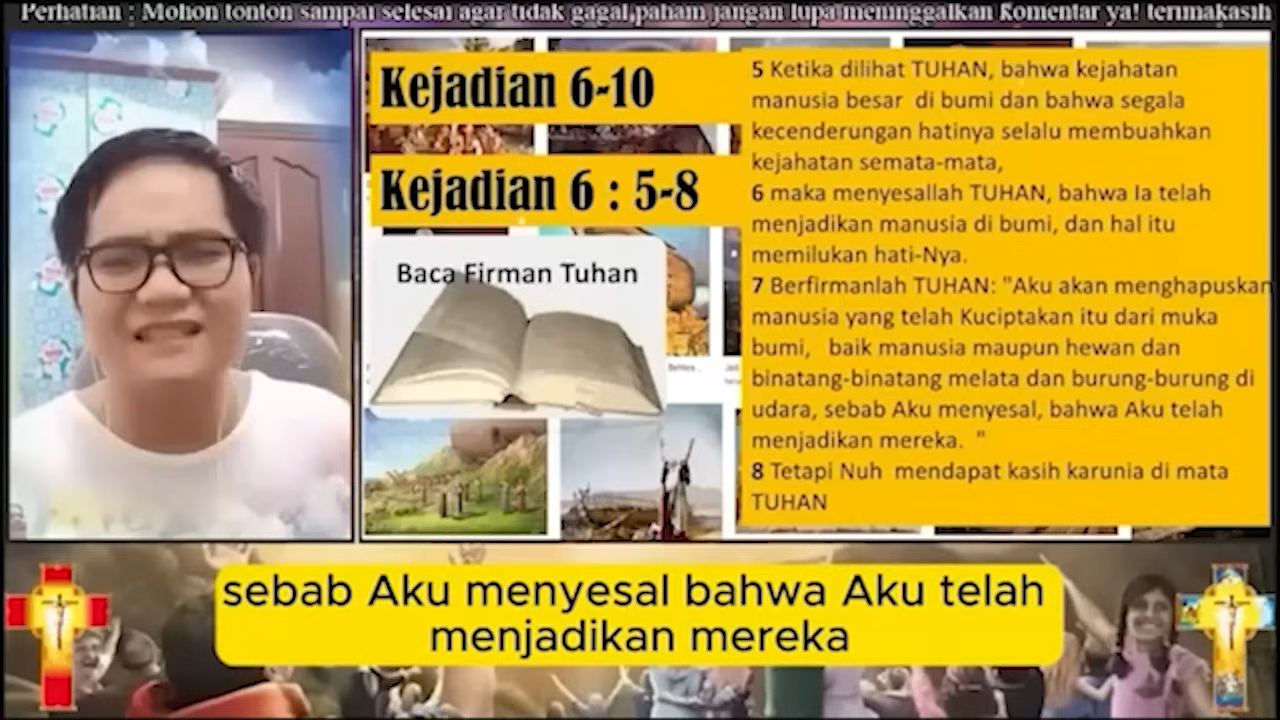 Perhatian : Mohon tonton sampai selesai agar tidak gagal paham jangan lupa meninggalkan komentar ya! terimakasih
Kejadian 6-10
Kejadian 6 : 5-8
Baca Firman Tuhan
5 Ketika dilihat TUHAN, bahwa kejahatan
manusia besar di bumi dan bahwa segala
kecenderungan hatinya selalu membuahkan
kejahatan semata-mata,
6 maka menyesallah TUHAN, bahwa Ia telah
menjadikan manusia di bumi, dan hal itu
memilukan hati-Nya.
7 Berfirmanlah TUHAN: "Aku akan menghapuskan
manusia yang telah Kuciptakan itu dari muka
bumi, baik manusia maupun hewan dan
binatang-binatang melata dan burung-burung di
udara, sebab Aku menyesal, bahwa Aku telah
menjadikan mereka. "
8 Tetapi Nuh mendapat kasih karunia di mata
TUHAN
sebab Aku menyesal bahwa Aku telah
menjadikan mereka